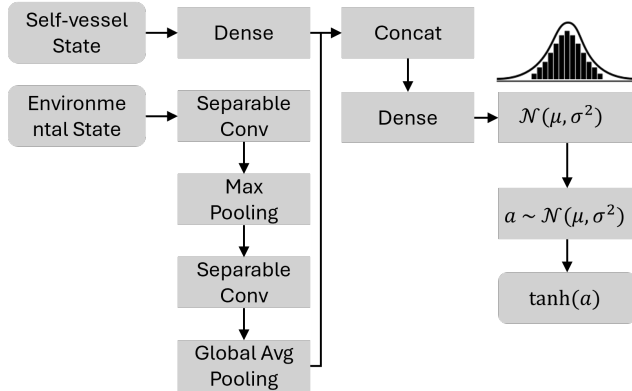 Self-vessel
State
Dense
Concat
Environme
ntal State
Separable
Conv
Dense
𝒩(μ, σ²)
Max
Pooling
a ~ 𝒩(μ, σ²)
Separable
Conv
tanh(a)
Global Avg
Pooling